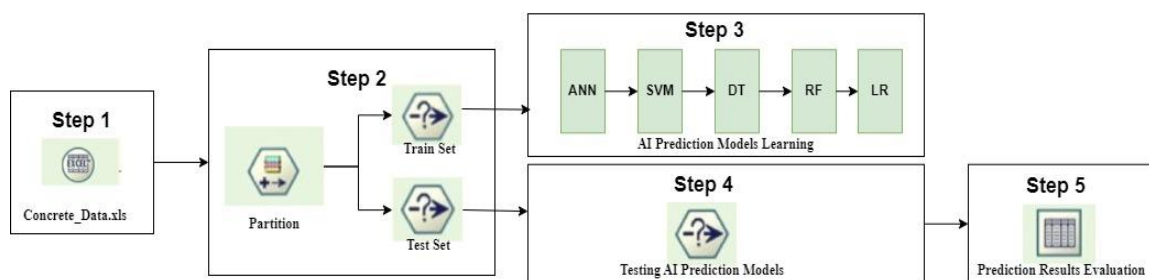 Step 1
EXCEL
Concrete_Data.xls
Step 2
Partition
Train Set
Test Set
Step 3
ANN
SVM
DT
RF
LR
AI Prediction Models Learning
Step 4
Testing AI Prediction Models
Step 5
Prediction Results Evaluation